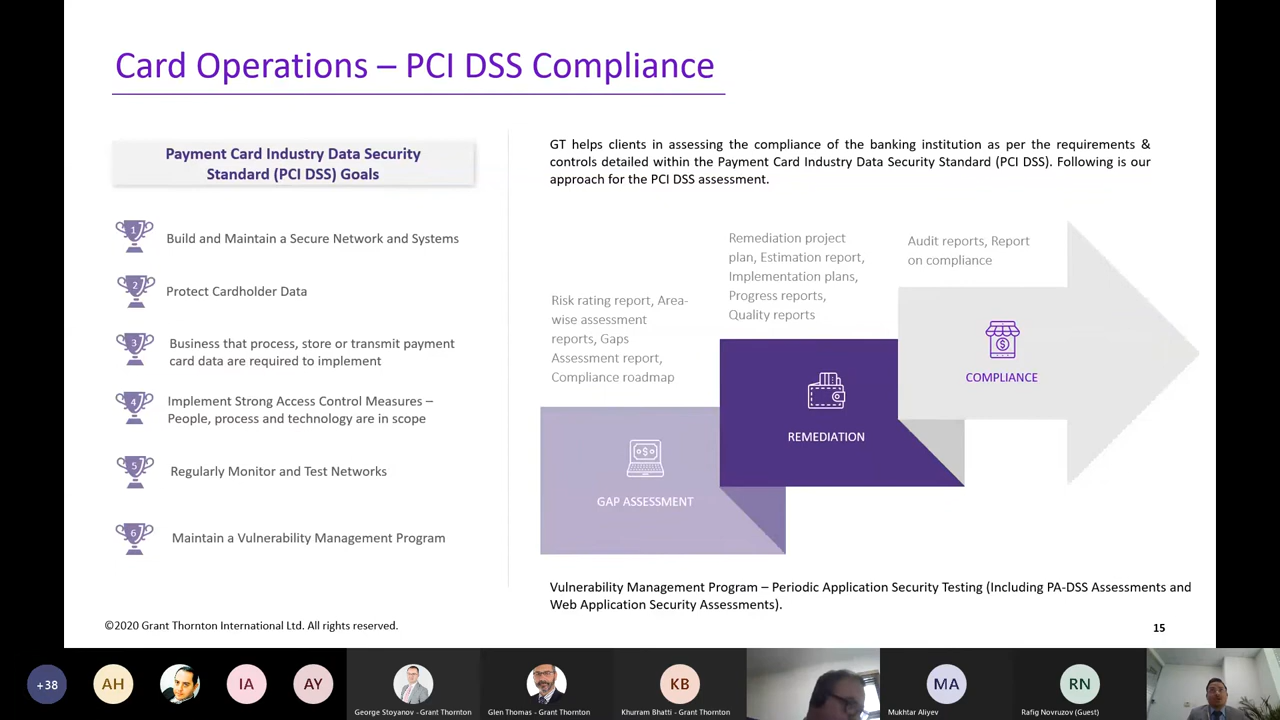 Card Operations – PCI DSS Compliance
Payment Card Industry Data Security
Standard (PCI DSS) Goals
1
Build and Maintain a Secure Network and Systems
2
Protect Cardholder Data
3
Business that process, store or transmit payment
card data are required to implement
4
Implement Strong Access Control Measures –
People, process and technology are in scope
5
Regularly Monitor and Test Networks
6
Maintain a Vulnerability Management Program
GT helps clients in assessing the compliance of the banking institution as per the requirements &
controls detailed within the Payment Card Industry Data Security Standard (PCI DSS). Following is our
approach for the PCI DSS assessment.
Risk rating report, Area-
wise assessment
reports, Gaps
Assessment report,
Compliance roadmap
GAP ASSESSMENT
Remediation project
plan, Estimation report,
Implementation plans,
Progress reports,
Quality reports
REMEDIATION
Audit reports, Report
on compliance
COMPLIANCE
Vulnerability Management Program – Periodic Application Security Testing (Including PA-DSS Assessments and
Web Application Security Assessments).
©2020 Grant Thornton International Ltd. All rights reserved.
15
+38
AH
IA
AY
George Stoyanov - Grant Thornton
Glen Thomas - Grant Thornton
KB
Khurram Bhatti - Grant Thornton
MA
Mukhtar Aliyev
RN
Rafig Novruzov (Guest)